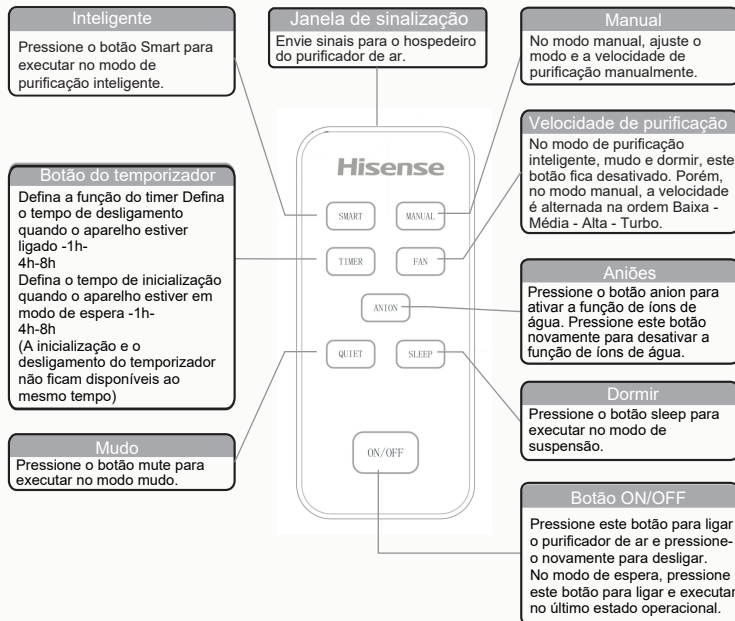 Inteligente
Pressione o botão Smart para
executar no modo de
purificação inteligente.
Janela de sinalização
Envie sinais para o hospedeiro
do purificador de ar.
Manual
No modo manual, ajuste o
modo e a velocidade de
purificação manualmente.
Velocidade de purificação
No modo de purificação
inteligente, mudo e dormir, este
botão fica desativado. Porém,
no modo manual, a velocidade
é alternada na ordem Baixa -
Média - Alta - Turbo.
Botão do temporizador
Defina a função do timer Defina
o tempo de desligamento
quando o aparelho estiver
ligado -1h-
4h-8h
Defina o tempo de inicialização
quando o aparelho estiver em
modo de espera -1h-
4h-8h
(A inicialização e o
desligamento do temporizador
não ficam disponíveis ao
mesmo tempo)
Mudo
Pressione o botão mute para
executar no modo mudo.
Hisense
SMART
MANUAL
TIMER
FAN
ANION
QUIET
SLEEP
ON/OFF
Aniões
Pressione o botão anion para
ativar a função de íons de
água. Pressione este botão
novamente para desativar a
função de íons de água.
Dormir
Pressione o botão sleep para
executar no modo de
suspensão.
Botão ON/OFF
Pressione este botão para ligar
o purificador de ar e pressione-
o novamente para desligar.
No modo de espera, pressione
este botão para ligar e executar
no último estado operacional.